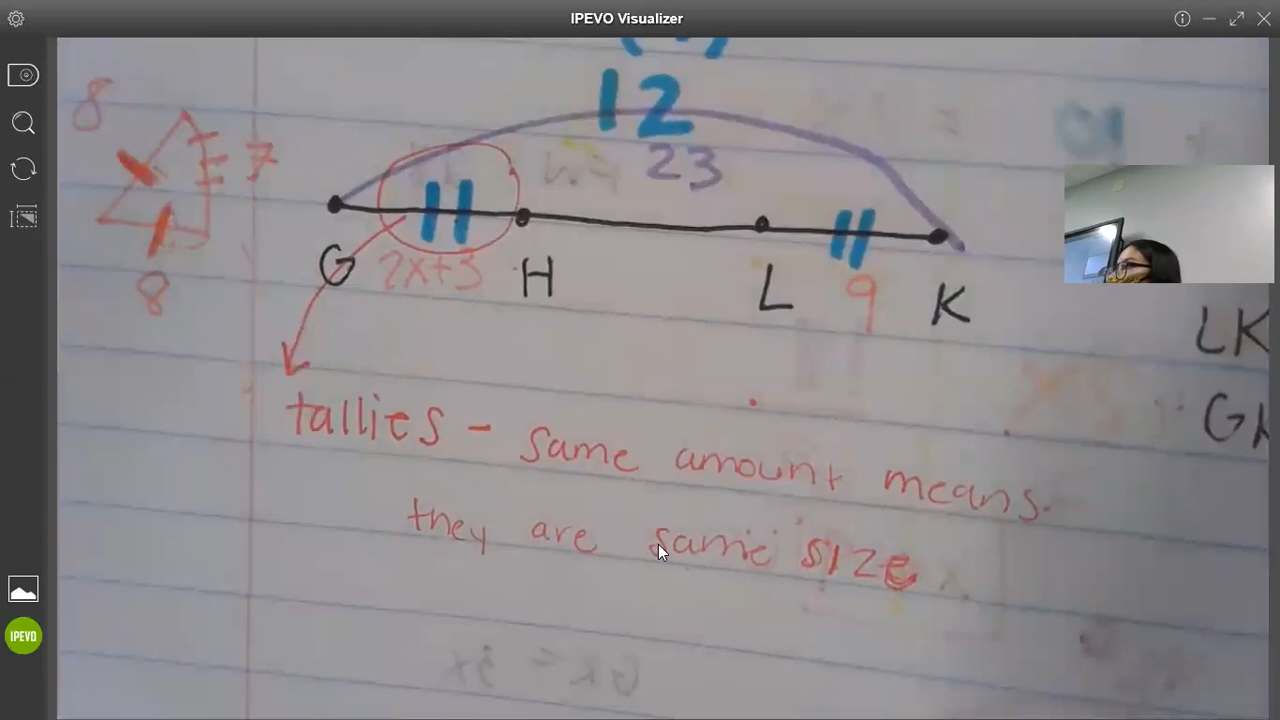 IPEVO Visualizer
12
23
8
7
8
G
2x+3
H
L
9
K
LK
tallies - same amount means
they are same size
IPEVO